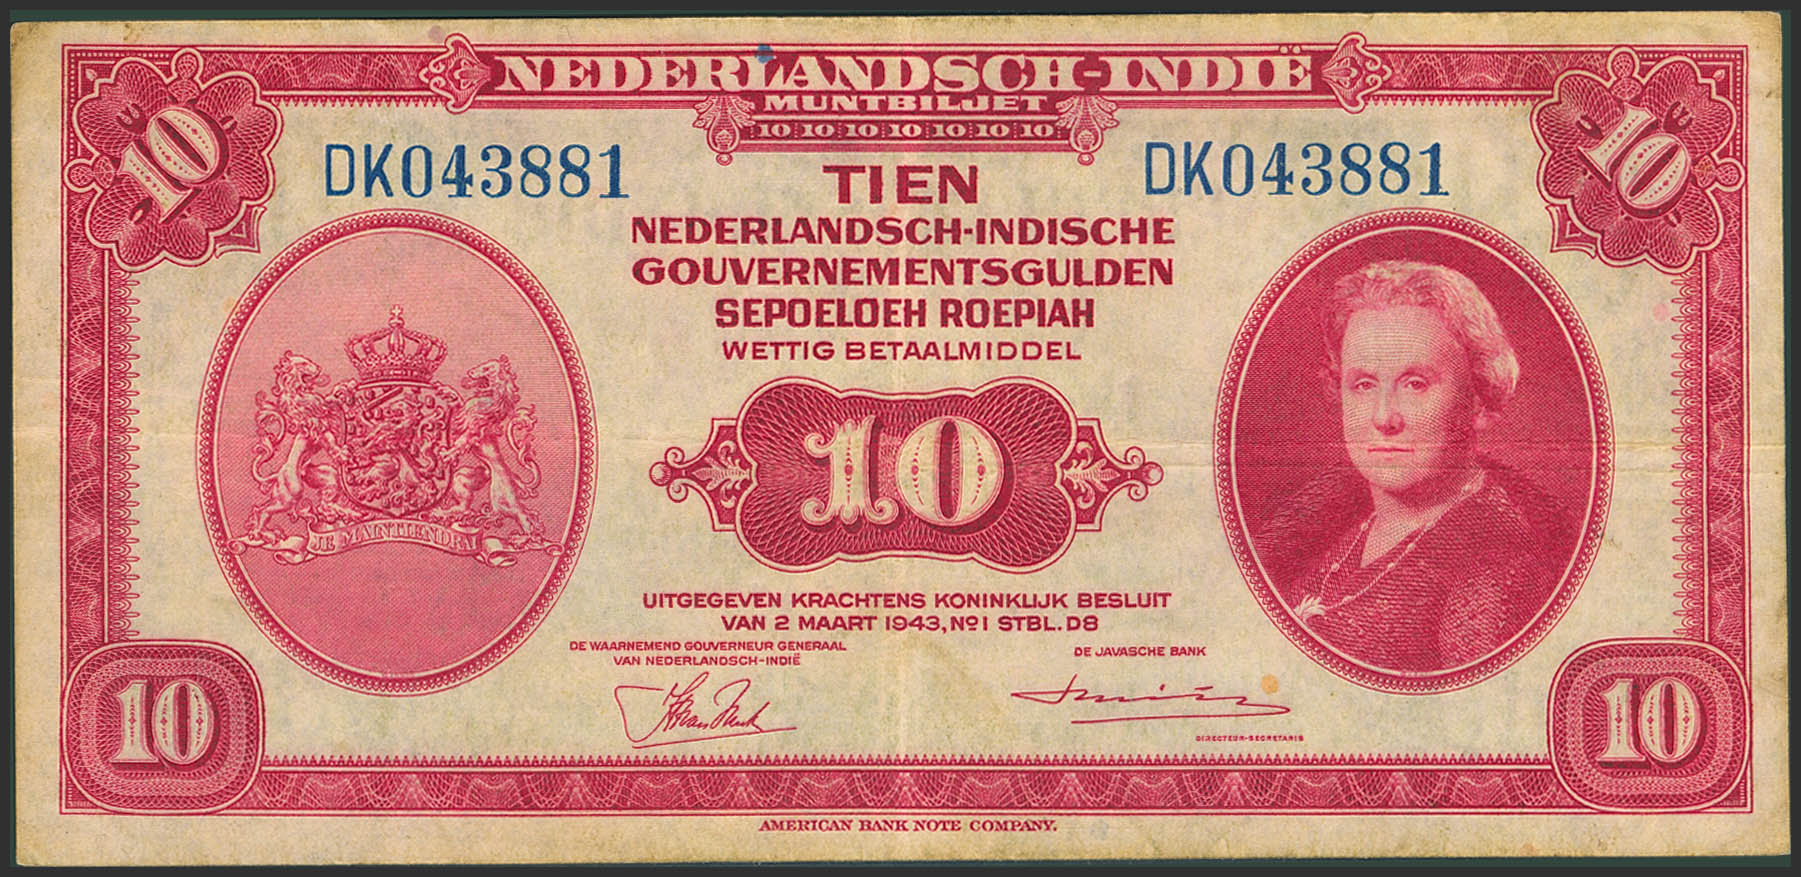 NEDERLANDSCH-INDIË
MUNTBILJET
10 10 10 10 10 10 10
10
10
DK043881
DK043881
TIEN
NEDERLANDSCH-INDISCHE
GOUVERNEMENTSGULDEN
SEPOELOEH ROEPIAH
WETTIG BETAALMIDDEL
10
JE MAINTIENDRAI
UITGEGEVEN KRACHTENS KONINKLIJK BESLUIT
VAN 2 MAART 1943, Nº1 STBL. D8
DE WAARNEMEND GOUVERNEUR GENERAAL
VAN NEDERLANDSCH-INDIË
DE JAVASCHE BANK
DIRECTEUR-SECRETARIS
10
10
AMERICAN BANK NOTE COMPANY.